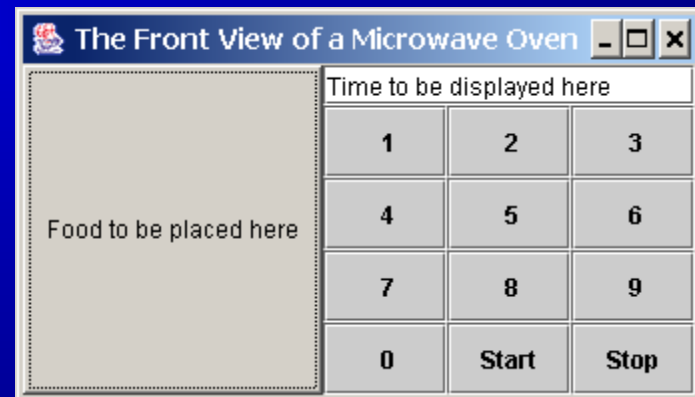 The Front View of a Microwave Oven
Food to be placed here
Time to be displayed here
1 2 3
4 5 6
7 8 9
0 Start Stop